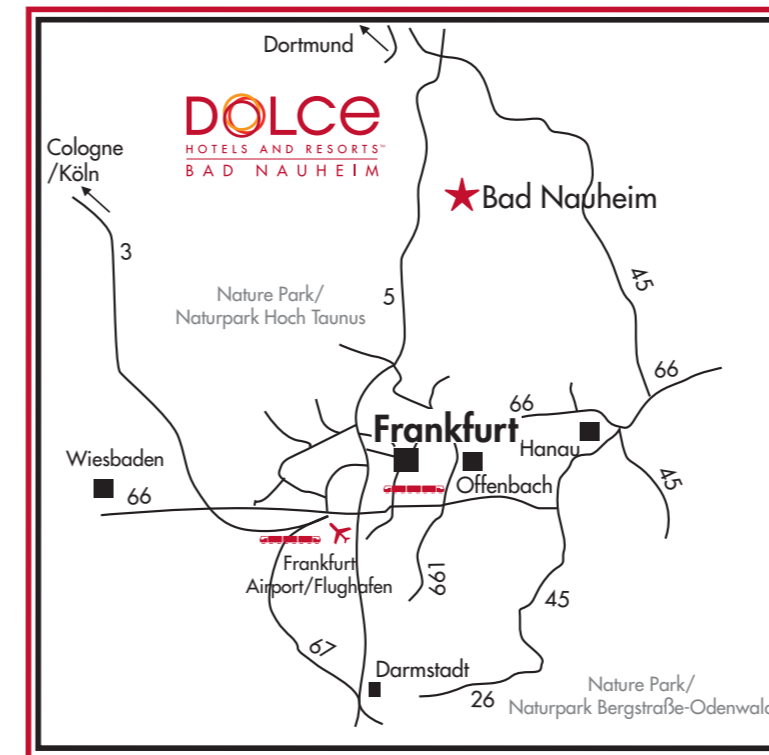 Dortmund
DOLCE
HOTELS AND RESORTS℠
BAD NAUHEIM
Cologne
/Köln
3
Bad Nauheim
5
45
Nature Park/
Naturpark Hoch Taunus
66
66
Frankfurt
Hanau
Wiesbaden
Offenbach
45
66
Frankfurt
Airport/Flughafen
661
45
67
Darmstadt
26
Nature Park/
Naturpark Bergstraße-Odenwald